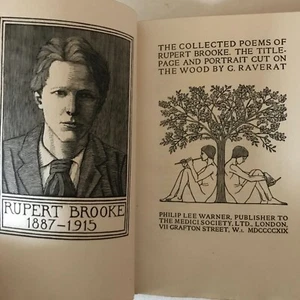 RUPERT BROOKE
1887-1915
THE COLLECTED POEMS OF
RUPERT BROOKE. THE TITLE-
PAGE AND PORTRAIT CUT ON
THE WOOD BY G. RAVERAT
PHILIP LEE WARNER, PUBLISHER TO
THE MEDICI SOCIETY, LTD., LONDON,
VII GRAFTON STREET, W.1. MDCCCCXIX